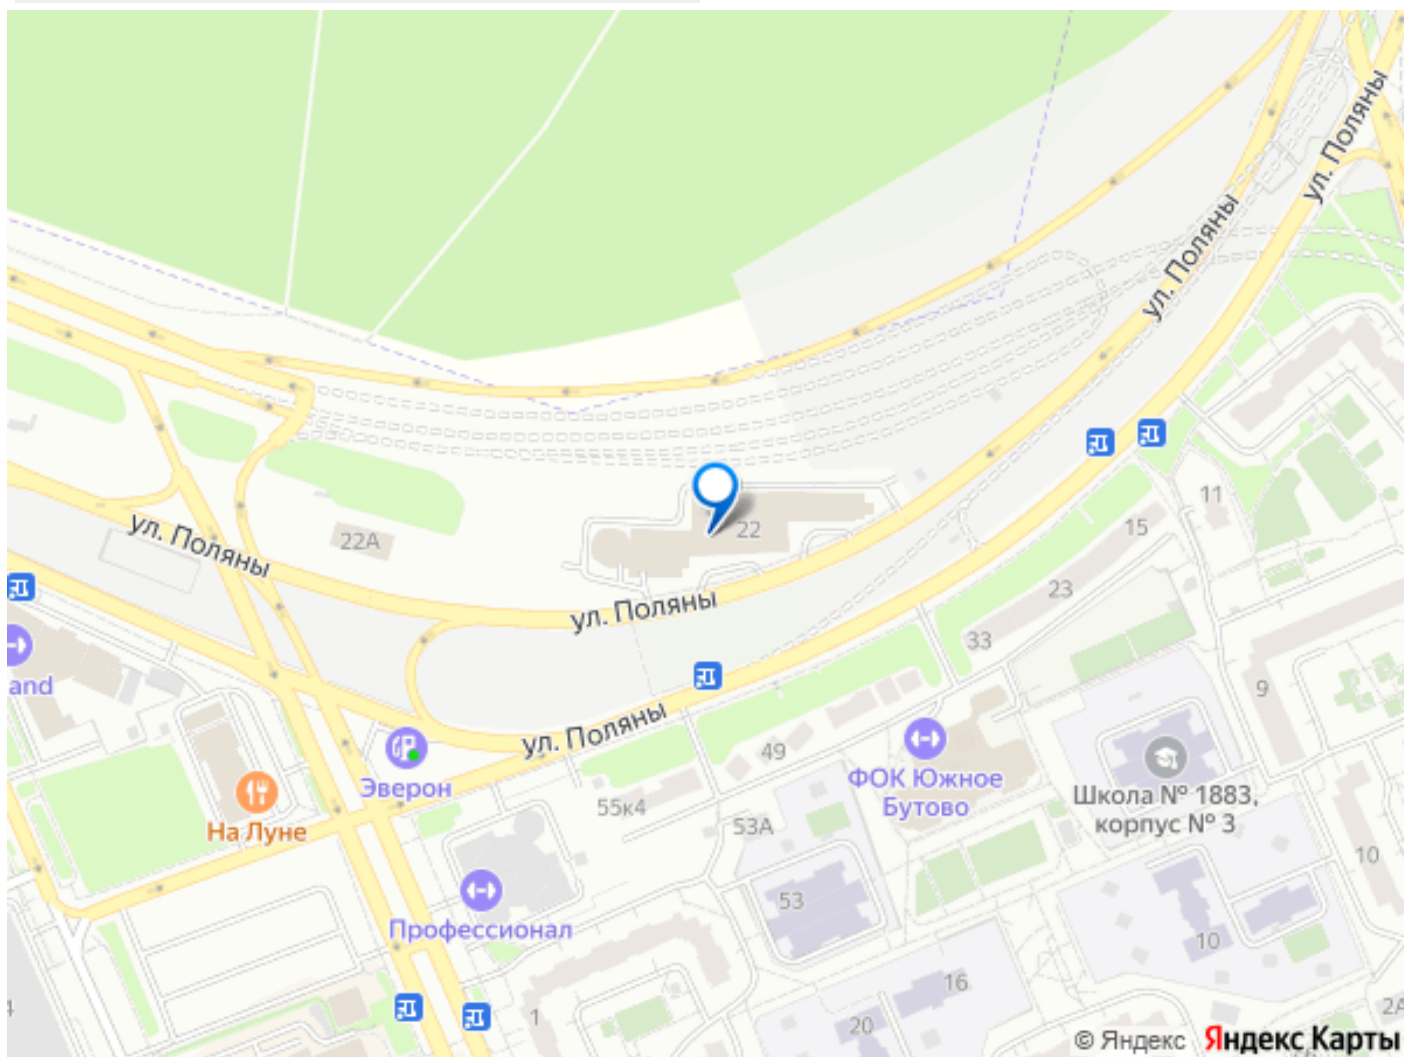 ул. Поляны
ул. Поляны
11
15
22
22А
ул. Поляны
23
ул. Поляны
33
and
9
ул. Поляны
49
ФОК Южное
Бутово
Эверон
Школа № 1883,
корпус № 3
55к4
53А
На Луне
10
53
Профессионал
10
16
4
1
20
2А
© Яндекс Яндекс Карты